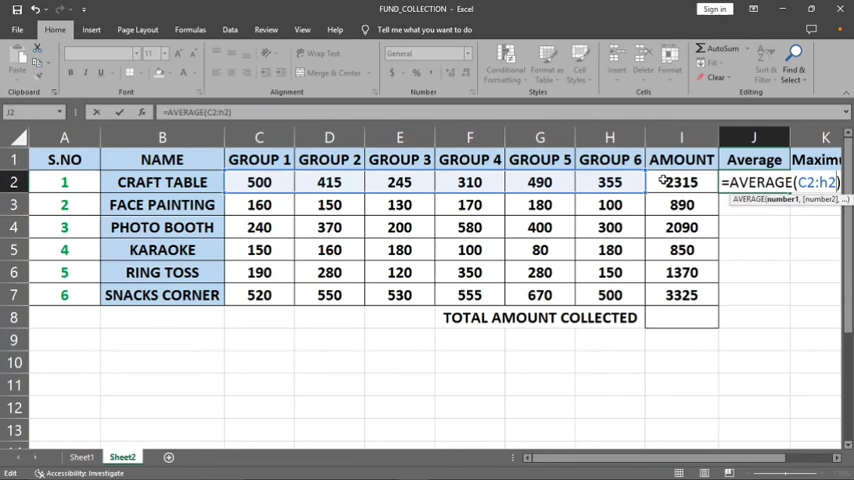 FUND_COLLECTION - Excel
Sign in
File Home Insert Page Layout Formulas Data Review View Help Tell me what you want to do
Paste
11
B I U
Wrap Text
Merge & Center
General
$ %
Conditional Formatting
Format as Table
Cell Styles
Insert Delete Format
AutoSum
Fill
Clear
Sort & Filter
Find & Select
Clipboard Font Alignment Number Styles Cells Editing
J2 =AVERAGE(C2:h2)
A B C D E F G H I J K
1 S.NO NAME GROUP 1 GROUP 2 GROUP 3 GROUP 4 GROUP 5 GROUP 6 AMOUNT Average Maximu
2 1 CRAFT TABLE 500 415 245 310 490 355 2315 =AVERAGE(C2:h2)
AVERAGE(number1, [number2], ...)
3 2 FACE PAINTING 160 150 130 170 180 100 890
4 3 PHOTO BOOTH 240 370 200 580 400 300 2090
5 4 KARAOKE 150 160 180 100 80 180 850
6 5 RING TOSS 190 280 120 350 280 150 1370
7 6 SNACKS CORNER 520 550 530 555 670 500 3325
8 TOTAL AMOUNT COLLECTED
9
10
11
12
13
Sheet1 Sheet2
Edit Accessibility: Investigate